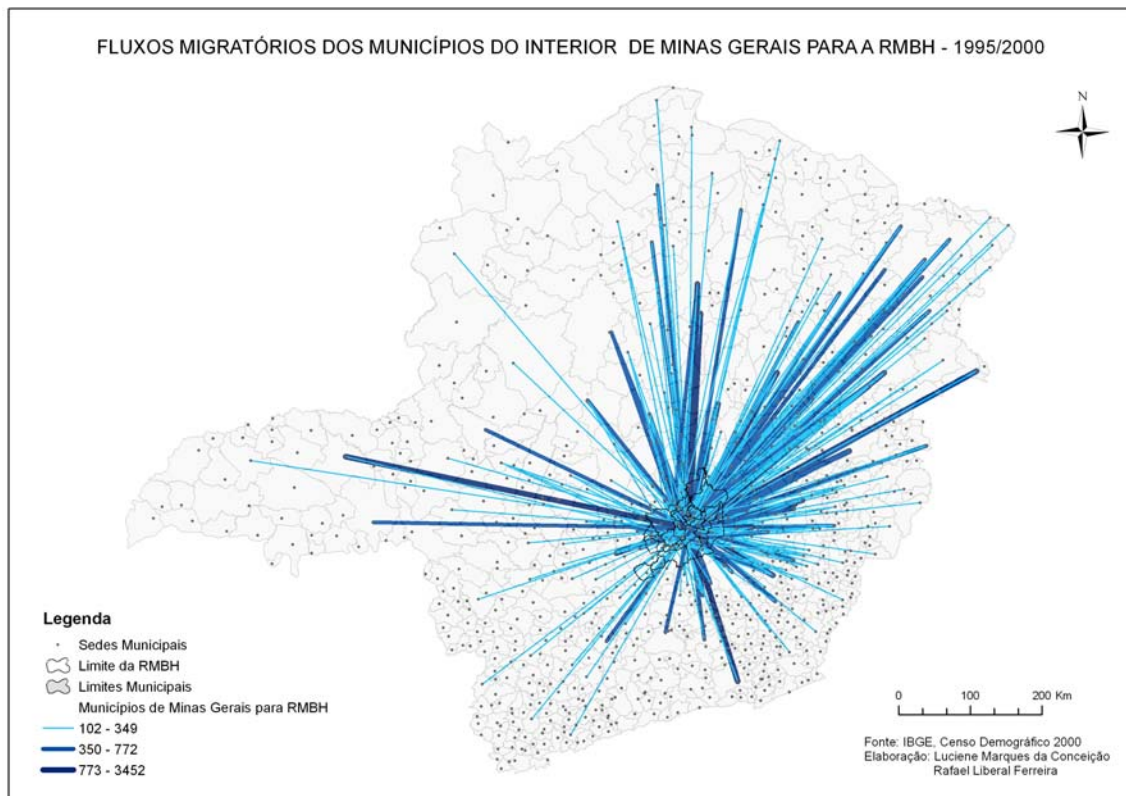 FLUXOS MIGRATÓRIOS DOS MUNICÍPIOS DO INTERIOR DE MINAS GERAIS PARA A RMBH - 1995/2000
N
Legenda
Sedes Municipais
Limite da RMBH
Limites Municipais
Municípios de Minas Gerais para RMBH
102 - 349
350 - 772
773 - 3452
0 100 200 Km
Fonte: IBGE, Censo Demográfico 2000
Elaboração: Luciene Marques da Conceição
Rafael Liberal Ferreira